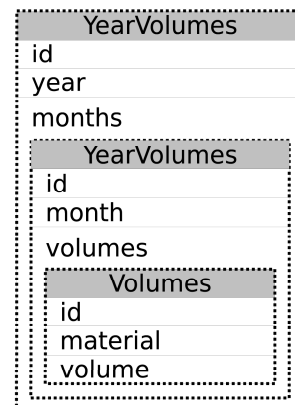 YearVolumes
id
year
months
YearVolumes
id
month
volumes
Volumes
id
material
volume